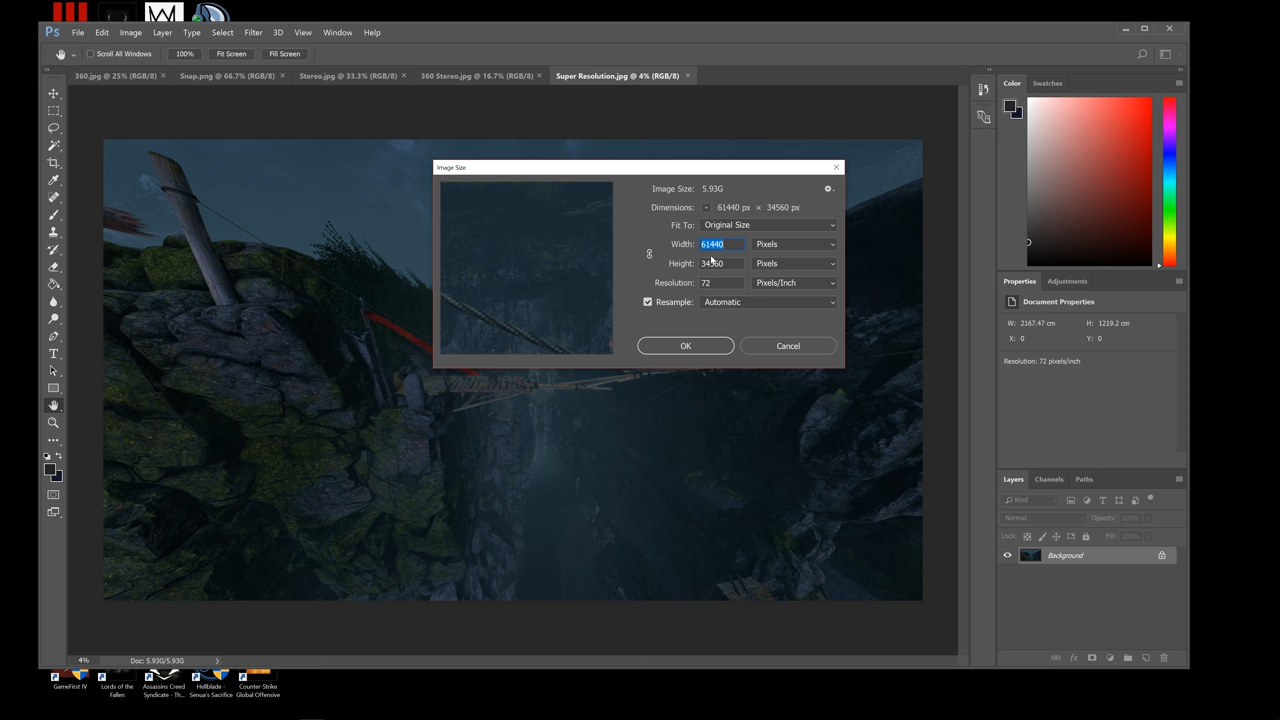 Ps File Edit Image Layer Type Select Filter 3D View Window Help
Scroll All Windows 100% Fit Screen Fill Screen
360.jpg @ 25% (RGB/8) × Snap.png @ 66.7% (RGB/8) × Stereo.jpg @ 33.3% (RGB/8) × 360 Stereo.jpg @ 16.7% (RGB/8) × Super Resolution.jpg @ 4% (RGB/8) ×
Color Swatches
Image Size
Image Size: 5.93G
Dimensions: 61440 px × 34560 px
Fit To: Original Size
Width: 61440 Pixels
Height: 34560 Pixels
Resolution: 72 Pixels/Inch
Resample: Automatic
OK Cancel
Properties Adjustments
Document Properties
W: 2167.47 cm H: 1219.2 cm
X: 0 Y: 0
Resolution: 72 pixels/inch
Layers Channels Paths
Kind
Normal Opacity: 100%
Lock: Fill: 100%
Background
4% Doc: 5.93G/5.93G
GameFirst IV
Lords of the
Fallen
Assassins Creed
Syndicate - Th...
Hellblade -
Senua's Sacrifice
Counter-Strike
Global Offensive